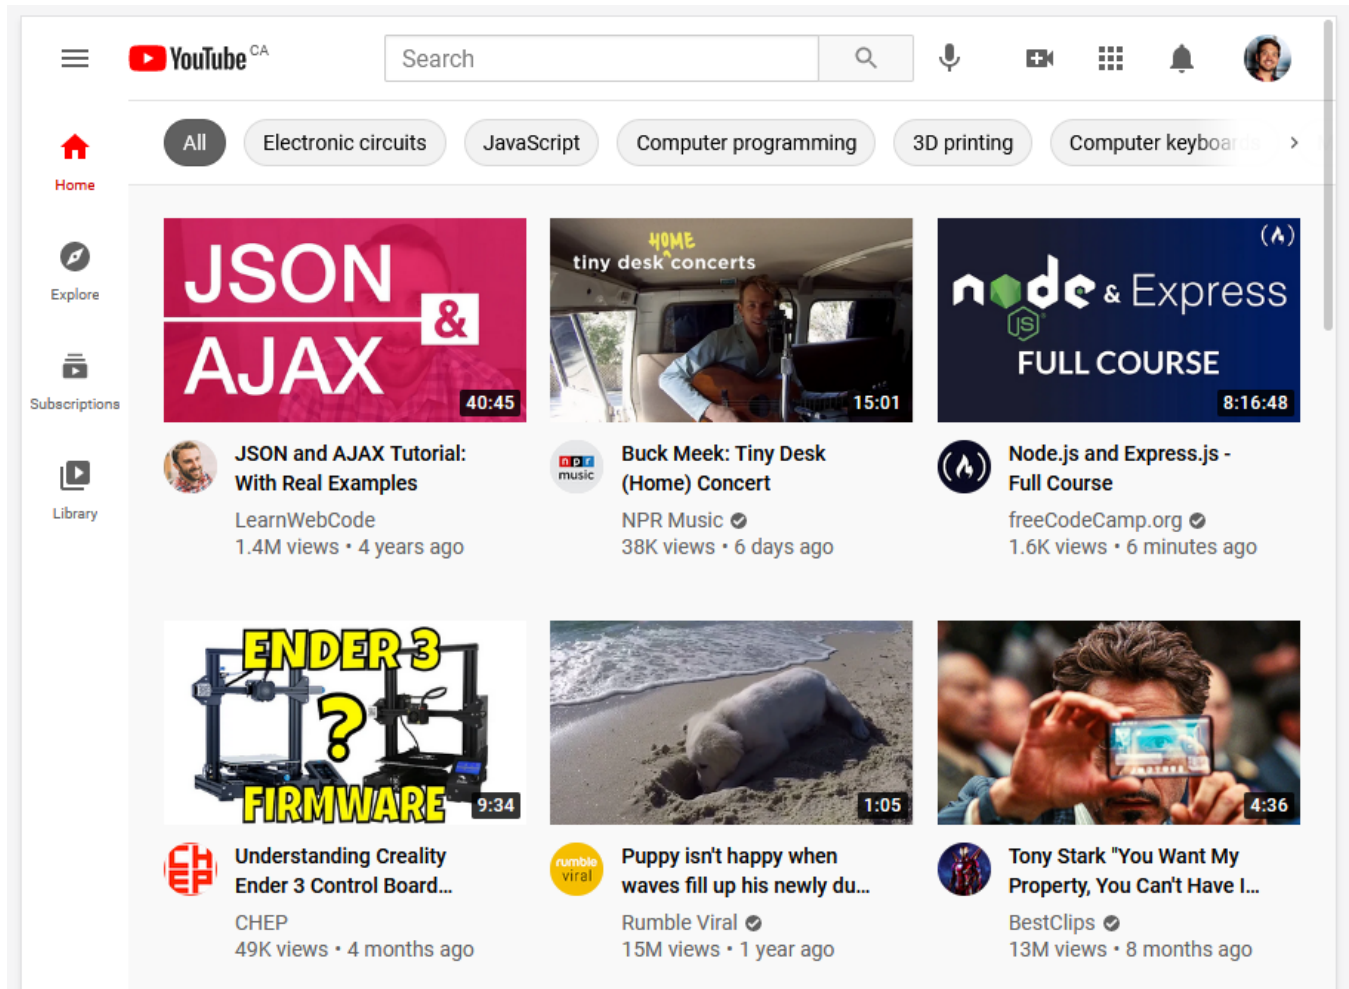 YouTube CA
Search
All
Electronic circuits
JavaScript
Computer programming
3D printing
Computer keyboards
Home
Explore
Subscriptions
Library
JSON
&
AJAX
40:45
HOME
tiny desk concerts
15:01
node & Express
JS
FULL COURSE
8:16:48
JSON and AJAX Tutorial:
With Real Examples
LearnWebCode
1.4M views • 4 years ago
npr
music
Buck Meek: Tiny Desk
(Home) Concert
NPR Music
38K views • 6 days ago
Node.js and Express.js -
Full Course
freeCodeCamp.org
1.6K views • 6 minutes ago
ENDER 3
?
FIRMWARE
9:34
1:05
4:36
CH
EP
Understanding Creality
Ender 3 Control Board...
CHEP
49K views • 4 months ago
rumble
viral
Puppy isn't happy when
waves fill up his newly du...
Rumble Viral
15M views • 1 year ago
Tony Stark "You Want My
Property, You Can't Have I...
BestClips
13M views • 8 months ago